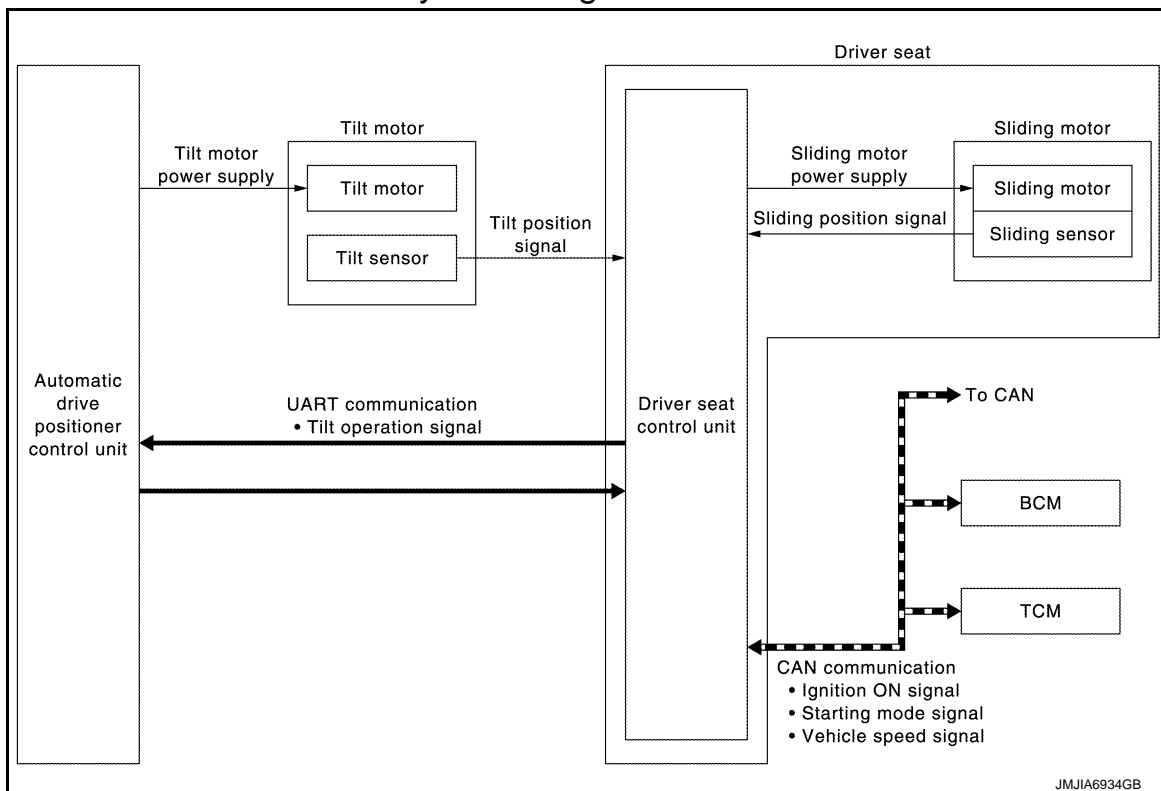 Driver seat
Tilt motor
Sliding motor
Tilt motor
power supply
Tilt motor
Sliding motor
power supply
Sliding motor
Tilt position
signal
Sliding position signal
Sliding sensor
Tilt sensor
Automatic
drive
positioner
control unit
UART communication
• Tilt operation signal
Driver seat
control unit
To CAN
BCM
TCM
CAN communication
• Ignition ON signal
• Starting mode signal
• Vehicle speed signal
JMJIA6934GB